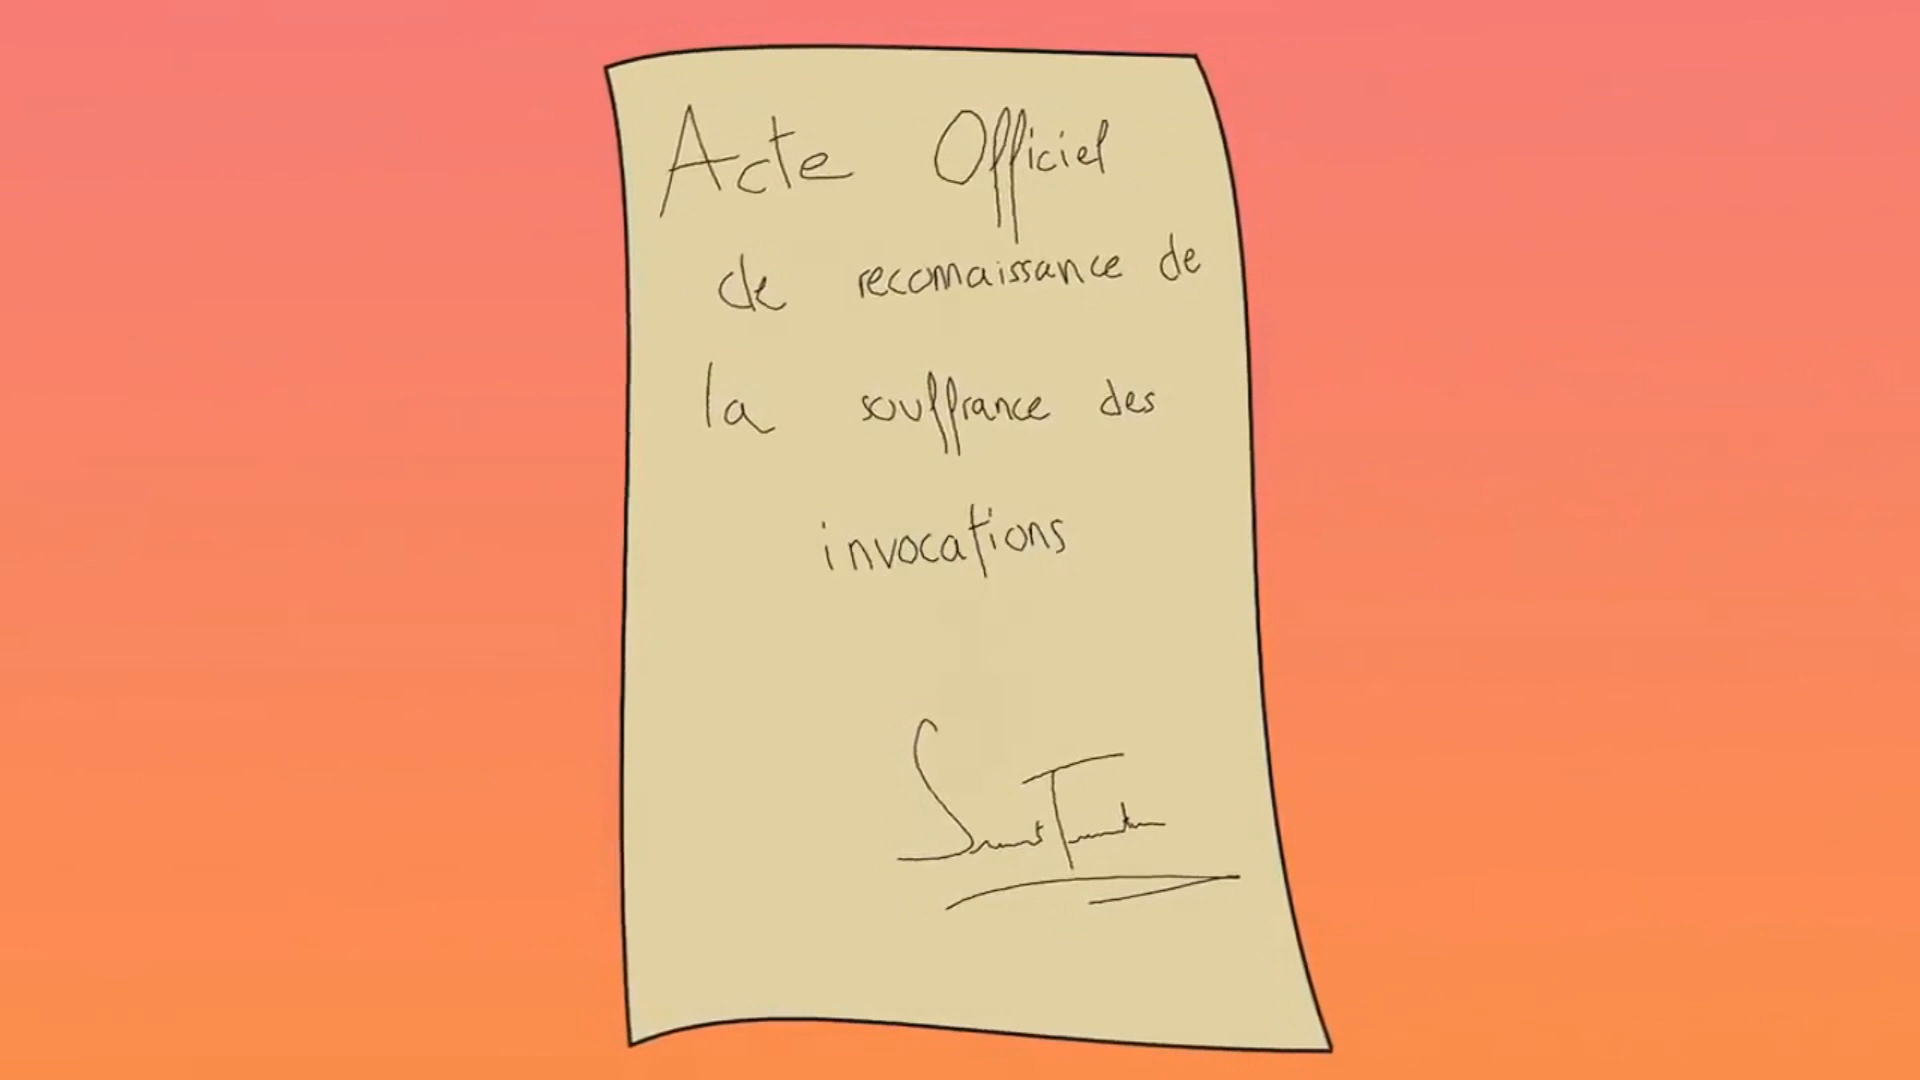 Acte Officiel
de reconnaissance de
la souffrance des
invocations